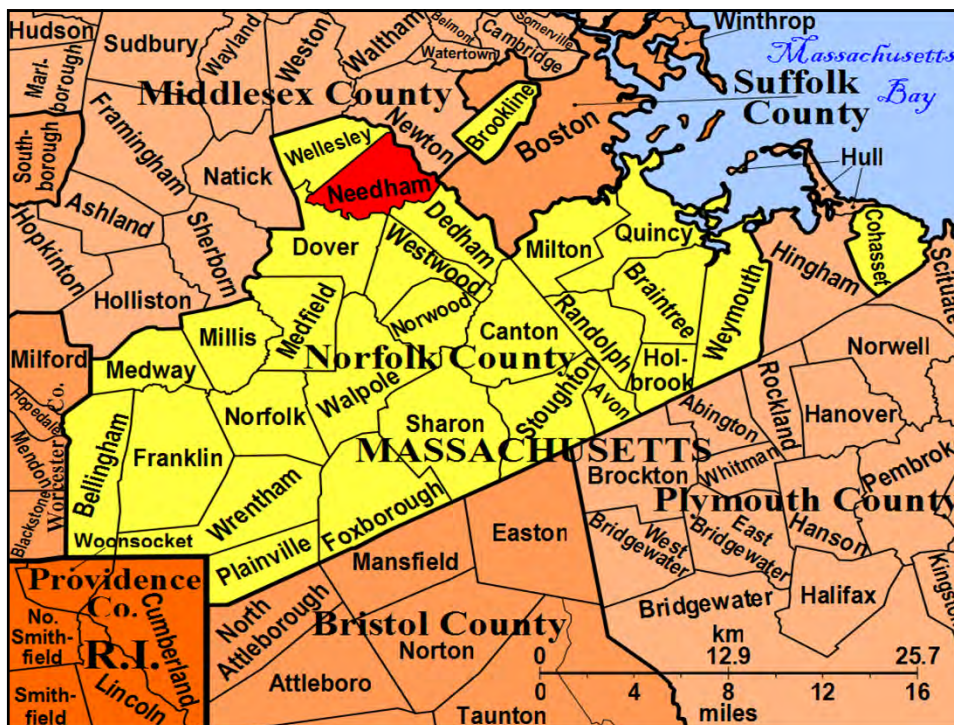 Hudson
Sudbury
Wayland
Weston
Waltham
Belmont
Somerville
Watertown
Cambridge
Winthrop
Massachusetts
Bay
Marl-
borough
Middlesex County
Suffolk
County
Framingham
Newton
Brookline
Boston
Wellesley
South-
borough
Natick
Needham
Hull
Ashland
Hopkinton
Sherborn
Dover
Dedham
Westwood
Milton
Quincy
Cohasset
Hingham
Scituate
Holliston
Millis
Medfield
Norwood
Canton
Randolph
Braintree
Weymouth
Milford
Medway
Norfolk County
Hol-
brook
Norwell
Hopedale
Norfolk
Walpole
Sharon
Stoughton
Avon
Abington
Rockland
Hanover
Mendon
Worcester Co.
Bellingham
Franklin
MASSACHUSETTS
Brockton
Whitman
Pembrok
Blackstone
Wrentham
Foxborough
Plymouth County
Woonsocket
Plainville
Easton
West
Bridgewater
East
Bridgewater
Bridgewater
Hanson
Mansfield
Providence
Co.
Cumberland
North
Attleborough
Bristol County
Bridgewater
Halifax
Kingston
No.
Smith-
field
R.I.
Norton
km
0 12.9 25.7
Attleboro
Smith-
field
Lincoln
Taunton
0 4 8 12 16
miles